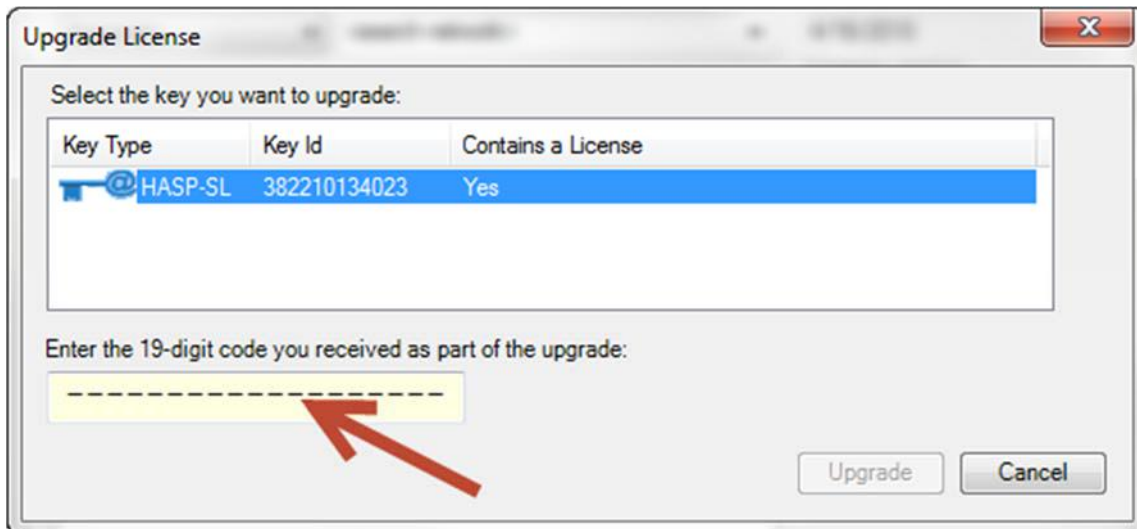 Upgrade License
Select the key you want to upgrade:
Key Type Key Id Contains a License
HASP-SL 382210134023 Yes
Enter the 19-digit code you received as part of the upgrade:
-------------------
Upgrade Cancel